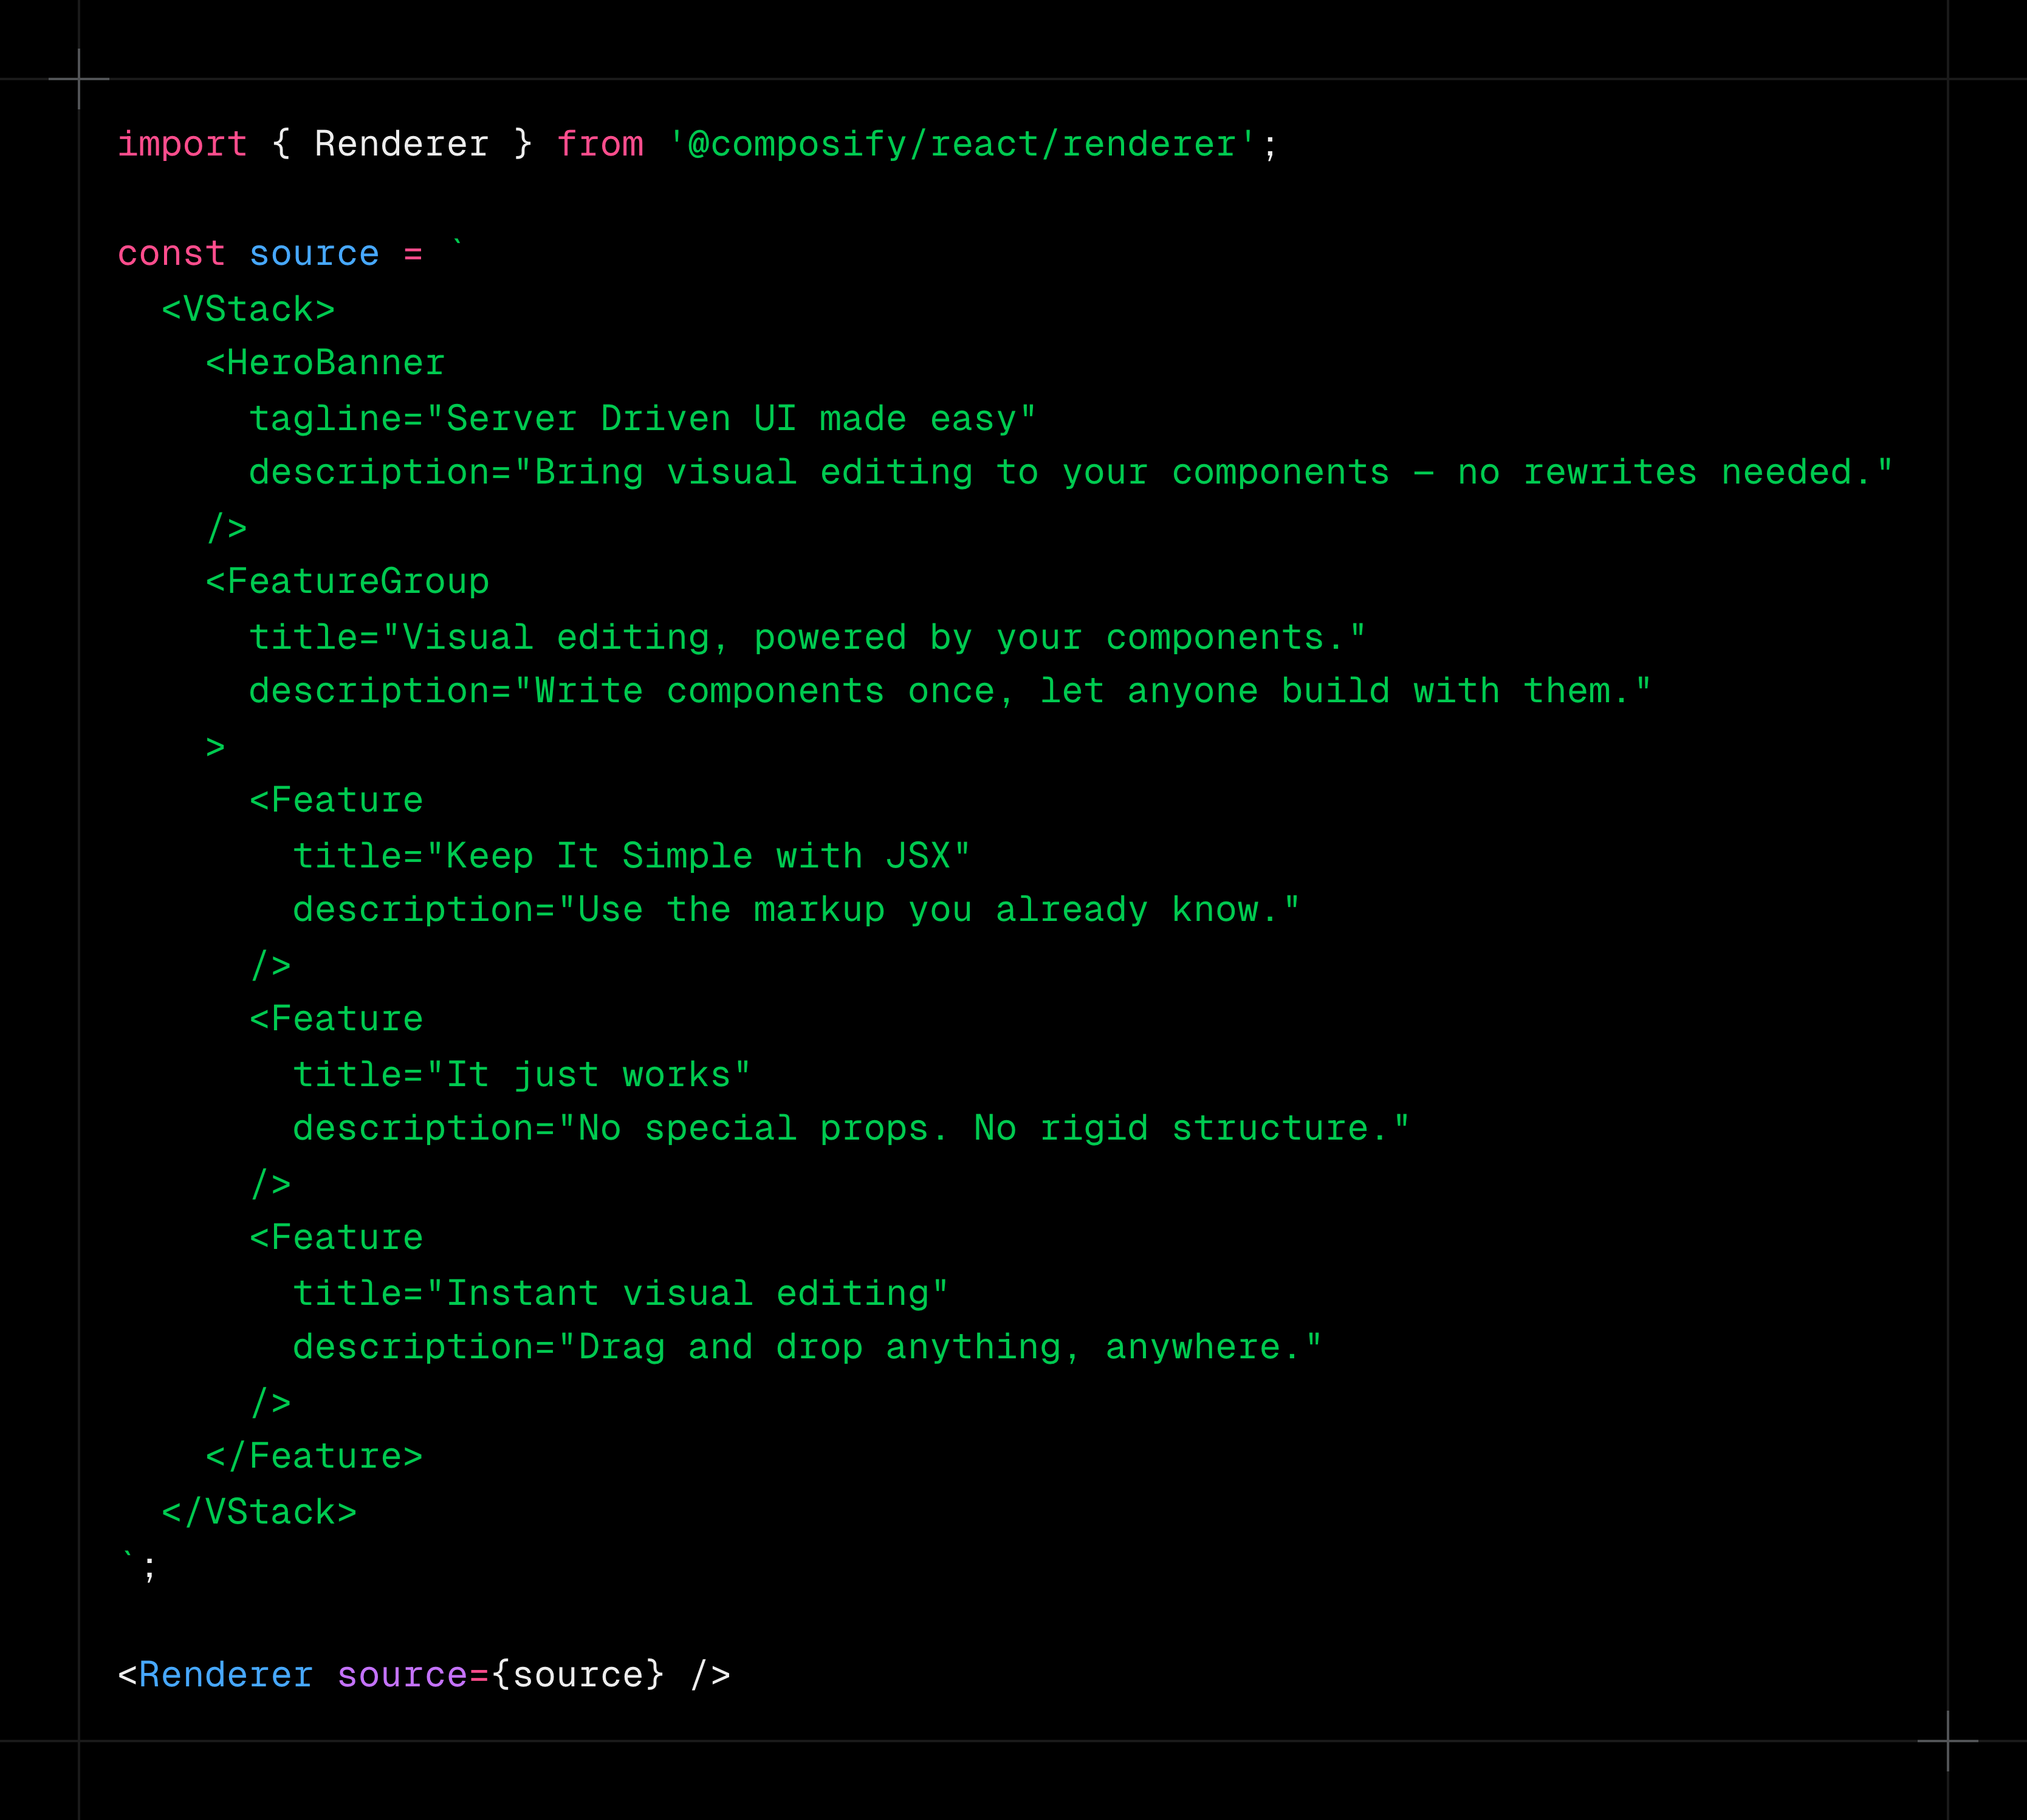 import { Renderer } from '@composify/react/renderer';

const source = `
  <VStack>
    <HeroBanner
      tagline="Server Driven UI made easy"
      description="Bring visual editing to your components — no rewrites needed."
    />
    <FeatureGroup
      title="Visual editing, powered by your components."
      description="Write components once, let anyone build with them."
    >
      <Feature
        title="Keep It Simple with JSX"
        description="Use the markup you already know."
      />
      <Feature
        title="It just works"
        description="No special props. No rigid structure."
      />
      <Feature
        title="Instant visual editing"
        description="Drag and drop anything, anywhere."
      />
    </Feature>
  </VStack>
`;

<Renderer source={source} />